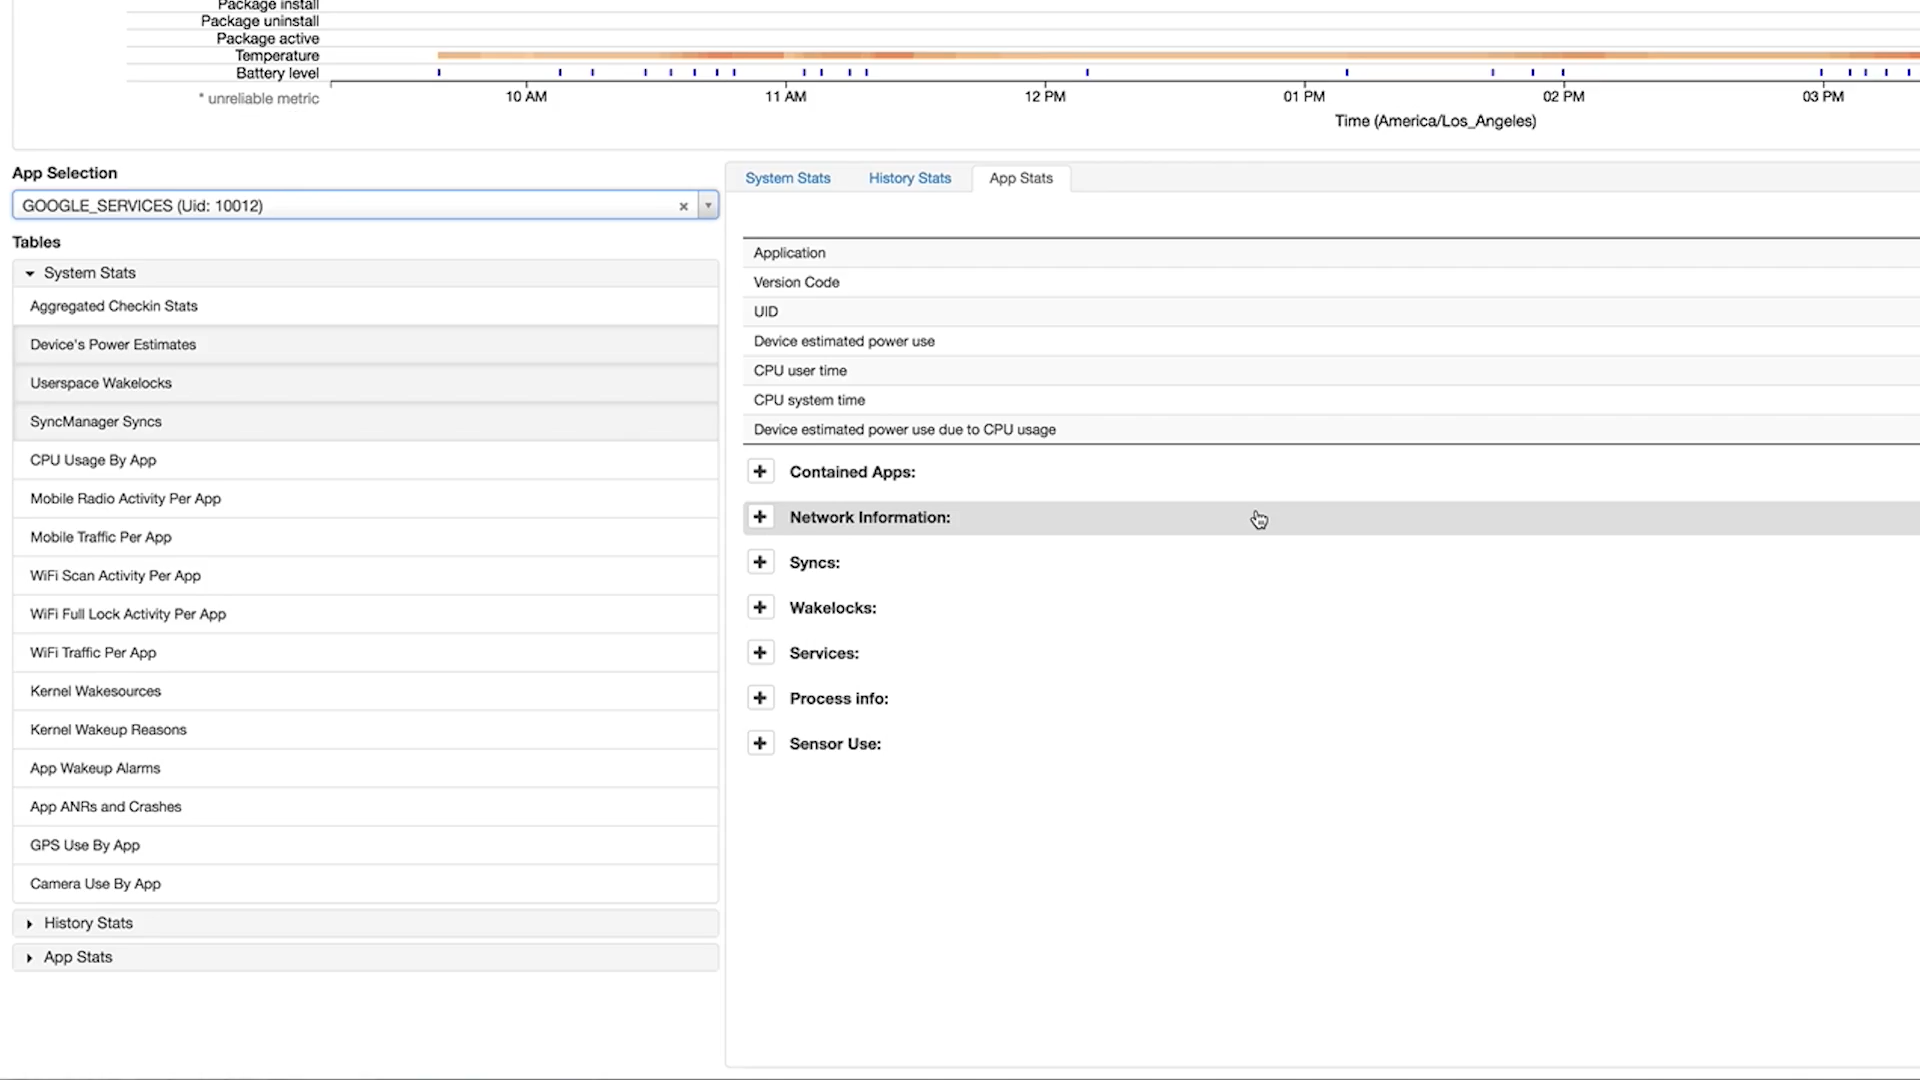 Package install
Package uninstall
Package active
Temperature
Battery level
* unreliable metric
10 AM 11 AM 12 PM 01 PM 02 PM 03 PM
Time (America/Los_Angeles)
App Selection
GOOGLE_SERVICES (Uid: 10012)
Tables
System Stats
Aggregated Checkin Stats
Device's Power Estimates
Userspace Wakelocks
SyncManager Syncs
CPU Usage By App
Mobile Radio Activity Per App
Mobile Traffic Per App
WiFi Scan Activity Per App
WiFi Full Lock Activity Per App
WiFi Traffic Per App
Kernel Wakesources
Kernel Wakeup Reasons
App Wakeup Alarms
App ANRs and Crashes
GPS Use By App
Camera Use By App
History Stats
App Stats
System Stats History Stats App Stats
Application
Version Code
UID
Device estimated power use
CPU user time
CPU system time
Device estimated power use due to CPU usage
Contained Apps:
Network Information:
Syncs:
Wakelocks:
Services:
Process info:
Sensor Use: